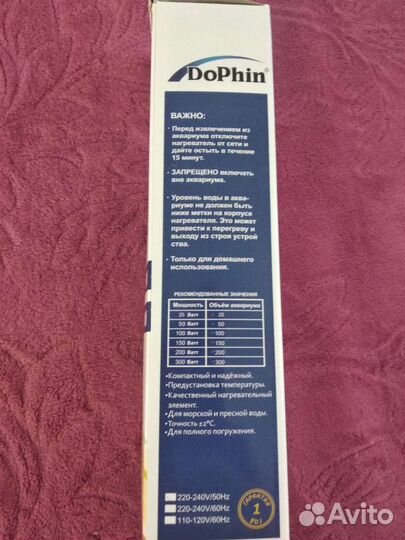 DoPhin®
ВАЖНО:
· Перед извлечением из
аквариума отключите
нагреватель от сети и
дайте остыть в течение
15 минут.
· ЗАПРЕЩЕНО включать
вне аквариума.
· Уровень воды в аква-
риуме не должен быть
ниже метки на корпусе
нагревателя. Это может
привести к перегреву и
выходу из строя устрой
ства.
· Только для домашнего
использования.
РЕКОМЕНДОВАННЫЕ ЗНАЧЕНИЯ
Мощность Объём аквариума
25 Ватт - 25
50 Ватт - 50
100 Ватт -100
150 Ватт -150
200 Ватт -200
300 Ватт -300
•Компактный и надёжный.
•Предустановка температуры.
•Качественный нагревательный
элемент.
•Для морской и пресной воды.
•Точность ±2°C.
•Для полного погружения.
220-240V/50Hz
220-240V/60Hz
110-120V/60Hz
ГАРАНТИЯ
1
ГОД
Avito